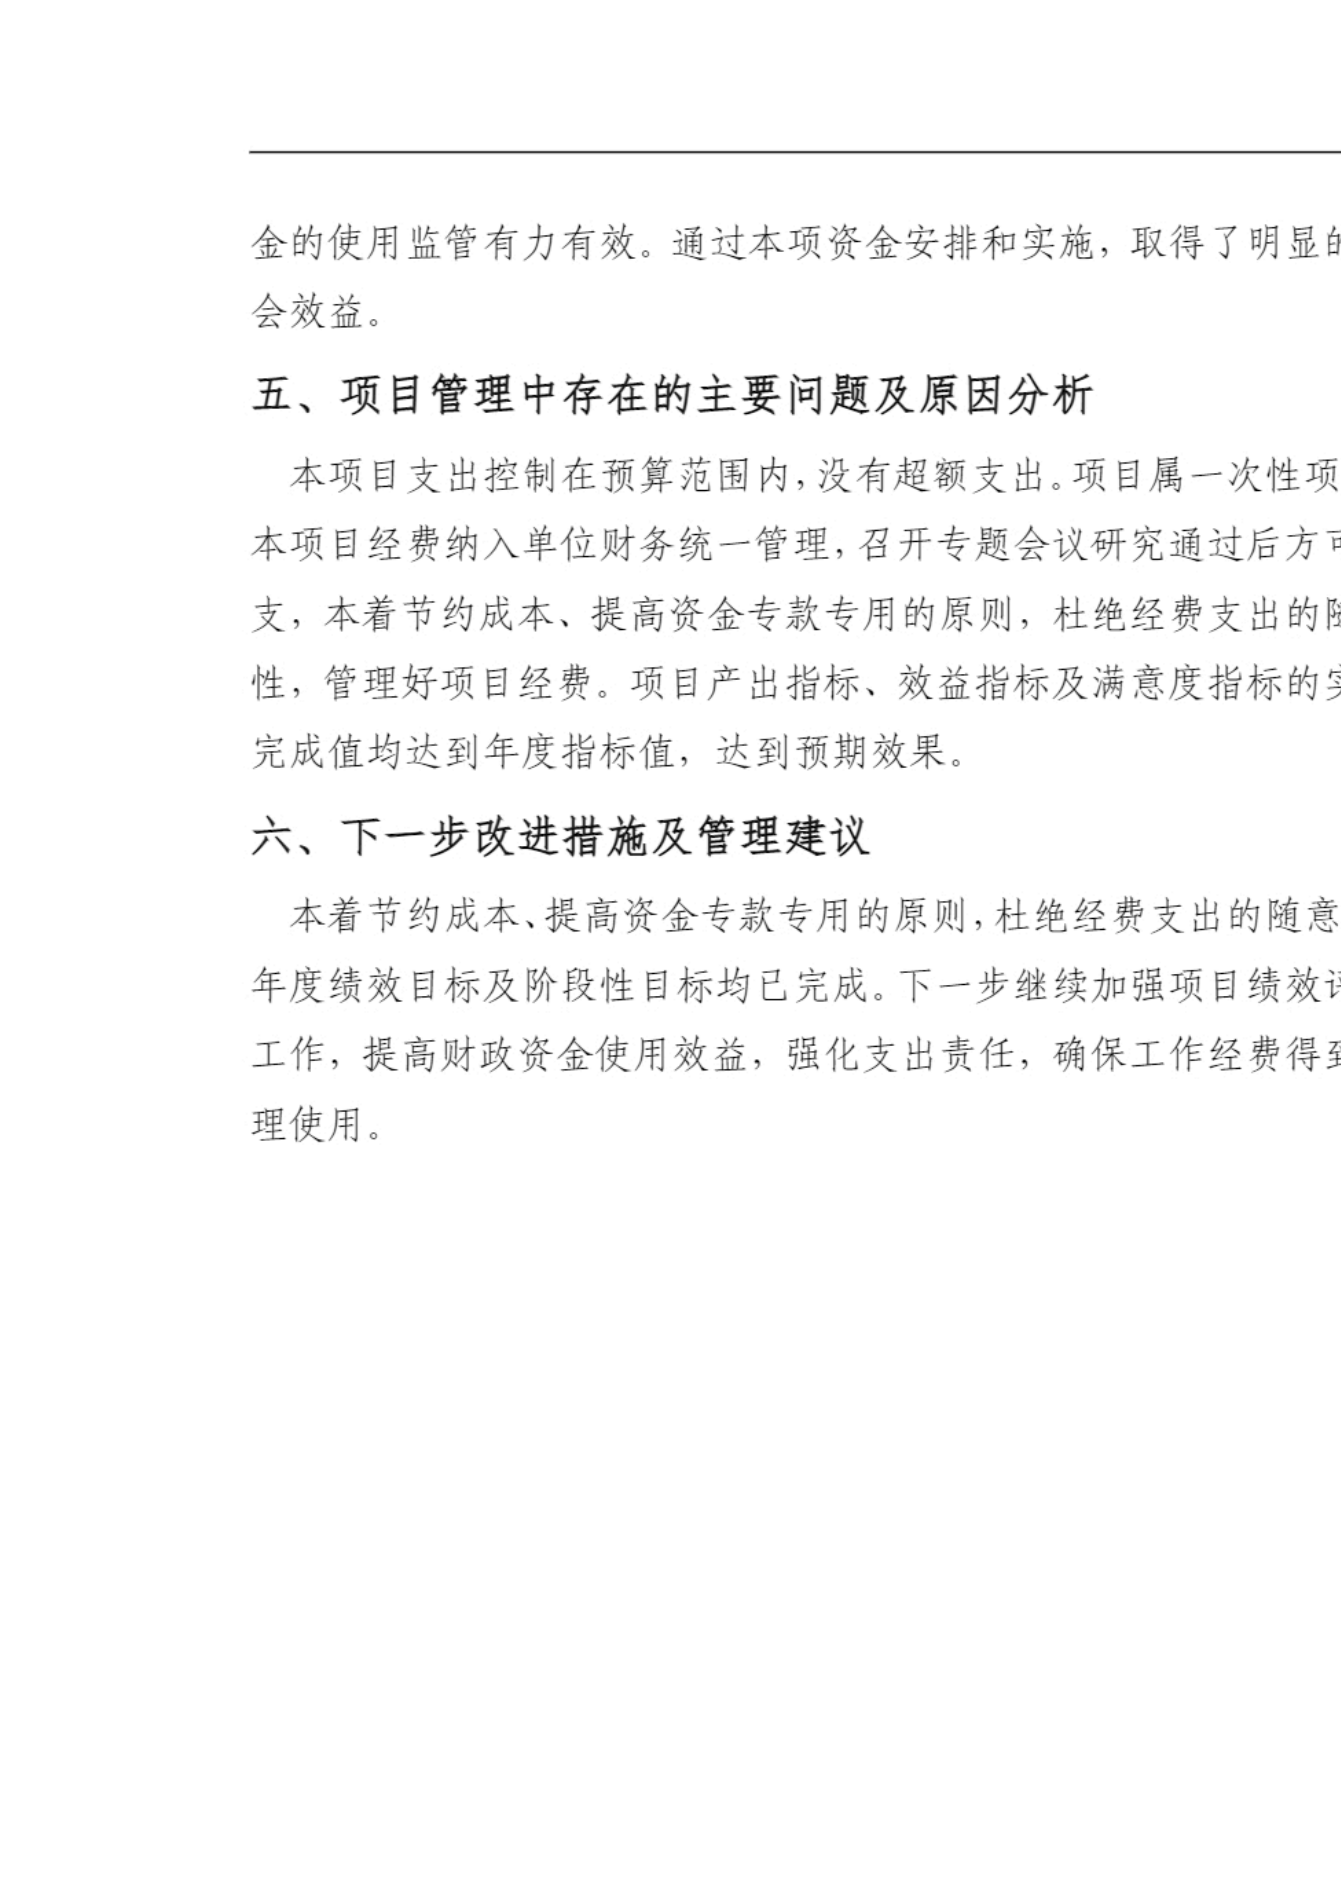 金的使用监管有力有效。通过本项资金安排和实施，取得了明显的
会效益。
五、项目管理中存在的主要问题及原因分析
本项目支出控制在预算范围内，没有超额支出。项目属一次性项
本项目经费纳入单位财务统一管理，召开专题会议研究通过后方可
支，本着节约成本、提高资金专款专用的原则，杜绝经费支出的随
性，管理好项目经费。项目产出指标、效益指标及满意度指标的实
完成值均达到年度指标值，达到预期效果。
六、下一步改进措施及管理建议
本着节约成本、提高资金专款专用的原则，杜绝经费支出的随意
年度绩效目标及阶段性目标均已完成。下一步继续加强项目绩效评
工作，提高财政资金使用效益，强化支出责任，确保工作经费得到
理使用。